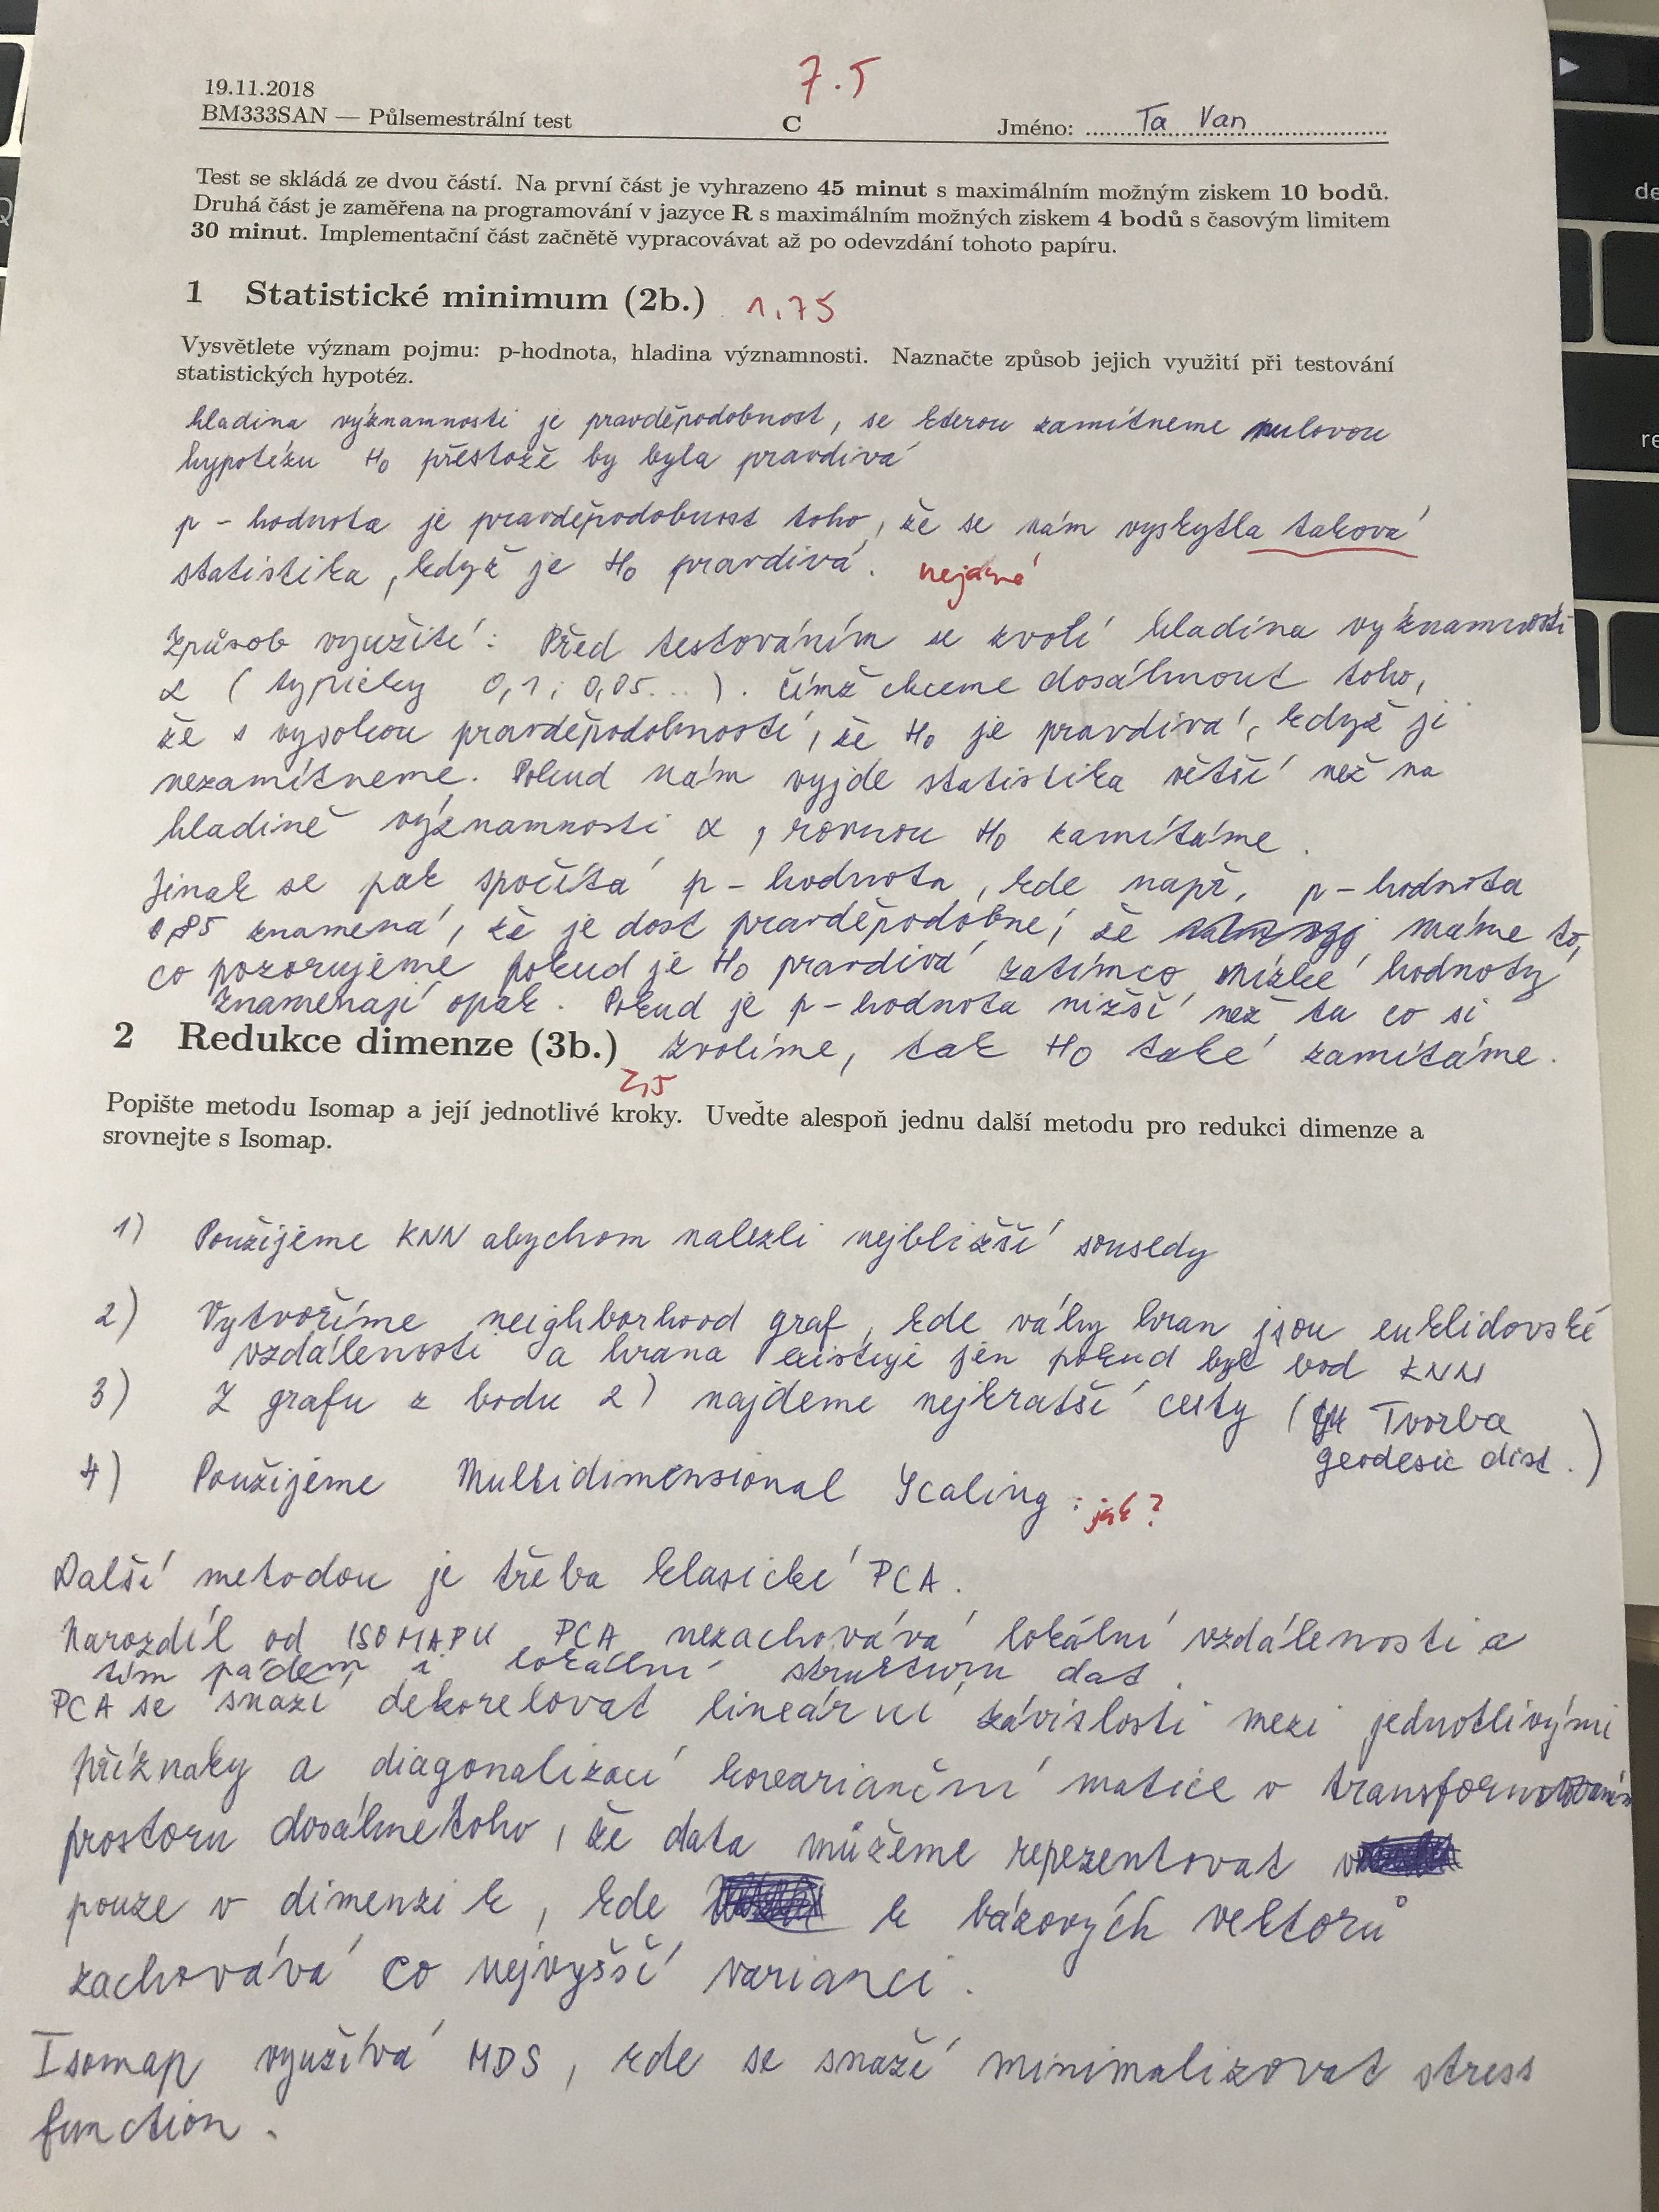 19.11.2018
7.5
BM333SAN — Půlsemestrální test C Jméno: Ta Van
Test se skládá ze dvou částí. Na první část je vyhrazeno 45 minut s maximálním možným ziskem 10 bodů.
Druhá část je zaměřena na programování v jazyce R s maximálním možných ziskem 4 bodů s časovým limitem
30 minut. Implementační část začnětě vypracovávat až po odevzdání tohoto papíru.
1 Statistické minimum (2b.) 1,75
Vysvětlete význam pojmu: p-hodnota, hladina významnosti. Naznačte způsob jejich využití při testování
statistických hypotéz.
hladina významnosti je pravděpodobnost, se kterou zamítneme nulovou
hypotézu H0 přestože by byla pravdivá
p - hodnota je pravděpodobnost toho, že se nám vyskytla taková
statistika, když je H0 pravdivá. nejasné
Způsob využití: Před testováním se zvolí hladina významnosti
α (typicky 0,1; 0,05...). čímž chceme dosáhnout toho,
že s vysokou pravděpodobností, že H0 je pravdivá, když ji
nezamítneme. Pokud nám vyjde statistika větší než na
hladině významnosti α, rovnou H0 zamítáme.
Jinak se pak spočítá p - hodnota, kde např. p - hodnota
0,85 znamená, že je dost pravděpodobné, že máme to,
co pozorujeme pokud je H0 pravdivá zatímco nízké hodnoty
znamenají opak. Pokud je p - hodnota nižší než ta co si
2 Redukce dimenze (3b.) zvolíme, tak H0 také zamítáme.
2,5
Popište metodu Isomap a její jednotlivé kroky. Uveďte alespoň jednu další metodu pro redukci dimenze a
srovnejte s Isomap.
1) Použijeme KNN abychom nalezli nejbližší sousedy
2) Vytvoříme neighborhood graf, kde váhy hran jsou euklidovské
vzdálenosti a hrana existuje jen pokud byl bod KNN
3) Z grafu z bodu 2) najdeme nejkratší cesty (Tvorba
geodesic dist.)
4) Použijeme Multidimensional Scaling : jak?
Další metodou je třeba klasické PCA.
Narozdíl od ISOMAPU PCA nezachovává lokální vzdálenosti a
tím pádem i lokální strukturu dat.
PCA se snaží dekorelovat lineární závislosti mezi jednotlivými
příznaky a diagonalizací kovarianční matice v
prostoru dosáhne toho, že data můžeme repezentovat
pouze v dimenzi k, kde k bázových vektorů
zachovává co nejvyšší varianci.
Isomap využívá MDS, kde se snaží minimalizovat stress
function.
de
re
Q